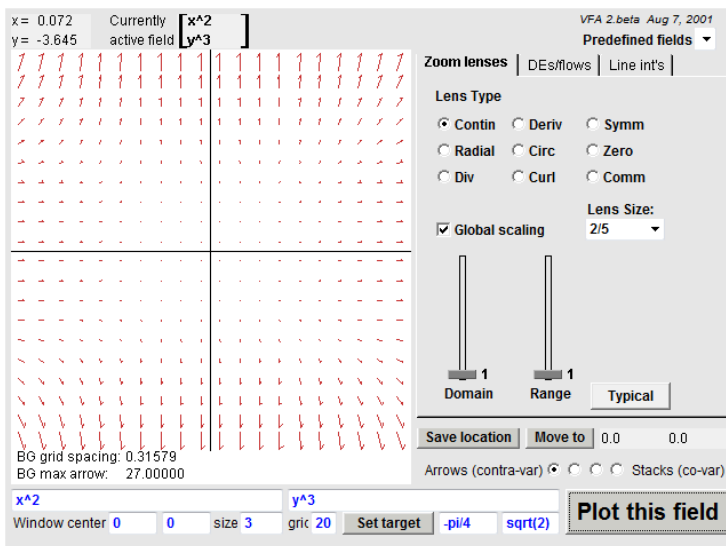 x= 0.072 Currently x^2 VFA 2.beta Aug 7, 2001
y= -3.645 active field y^3 Predefined fields
Zoom lenses DEs/flows Line int's
Lens Type
Contin Deriv Symm
Radial Circ Zero
Div Curl Comm
Lens Size:
Global scaling 2/5
1 1
Domain Range Typical
Save location Move to 0.0 0.0
BG grid spacing: 0.31579
BG max arrow: 27.00000
Arrows (contra-var) Stacks (co-var)
x^2 y^3
Window center 0 0 size 3 gric 20 Set target -pi/4 sqrt(2) Plot this field